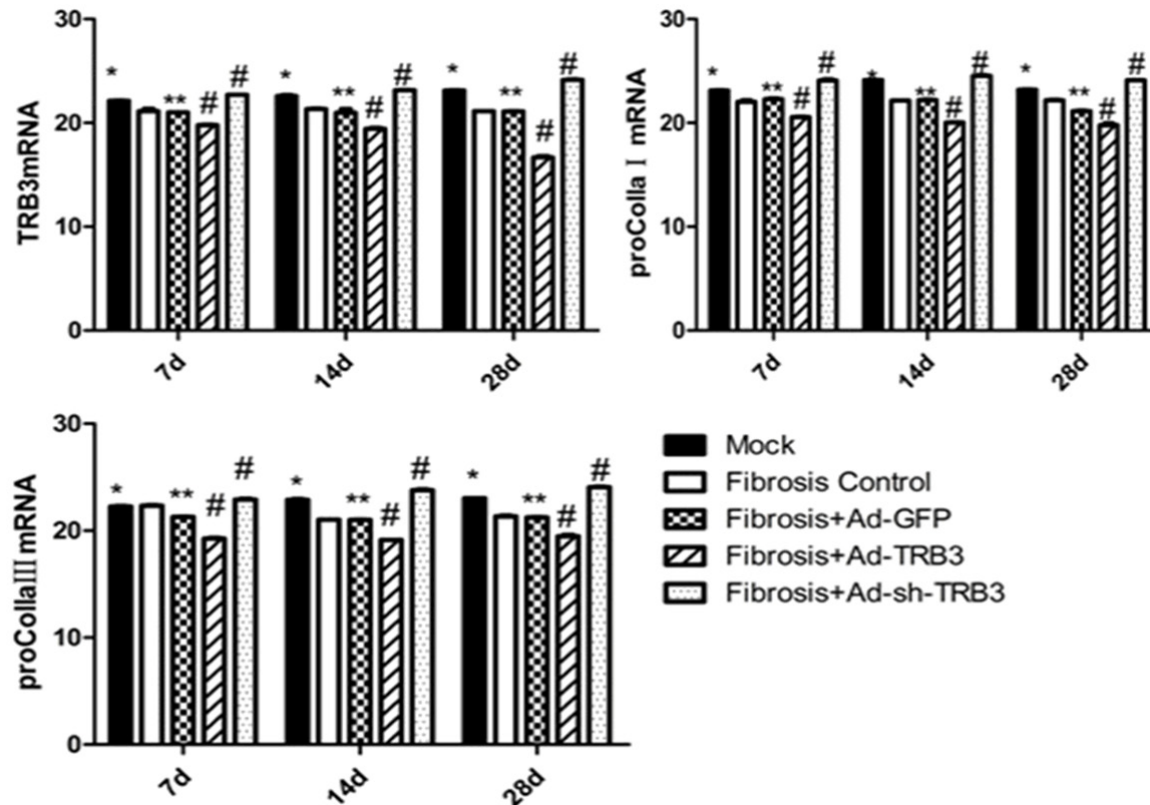 30
20
10
0
TRB3mRNA
* ** # #
* ** # #
* ** # #
7d
14d
28d
30
20
10
0
proColla I mRNA
* ** # #
* ** # #
* ** # #
7d
14d
28d
30
20
10
0
proCollaIII mRNA
* ** # #
* ** # #
* ** # #
7d
14d
28d
Mock
Fibrosis Control
Fibrosis+Ad-GFP
Fibrosis+Ad-TRB3
Fibrosis+Ad-sh-TRB3